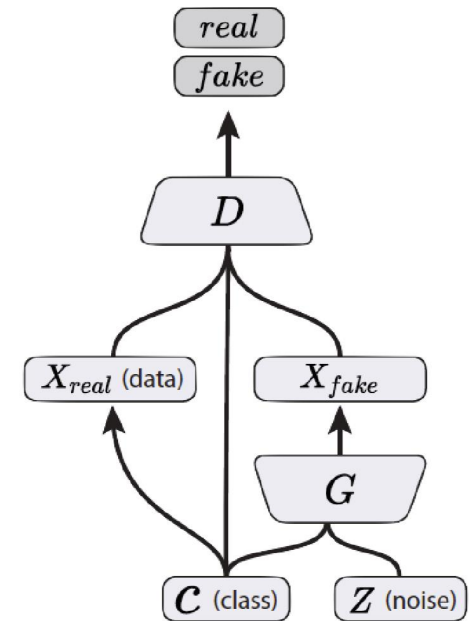 real
fake
D
X_real (data)
X_fake
G
C (class)
Z (noise)